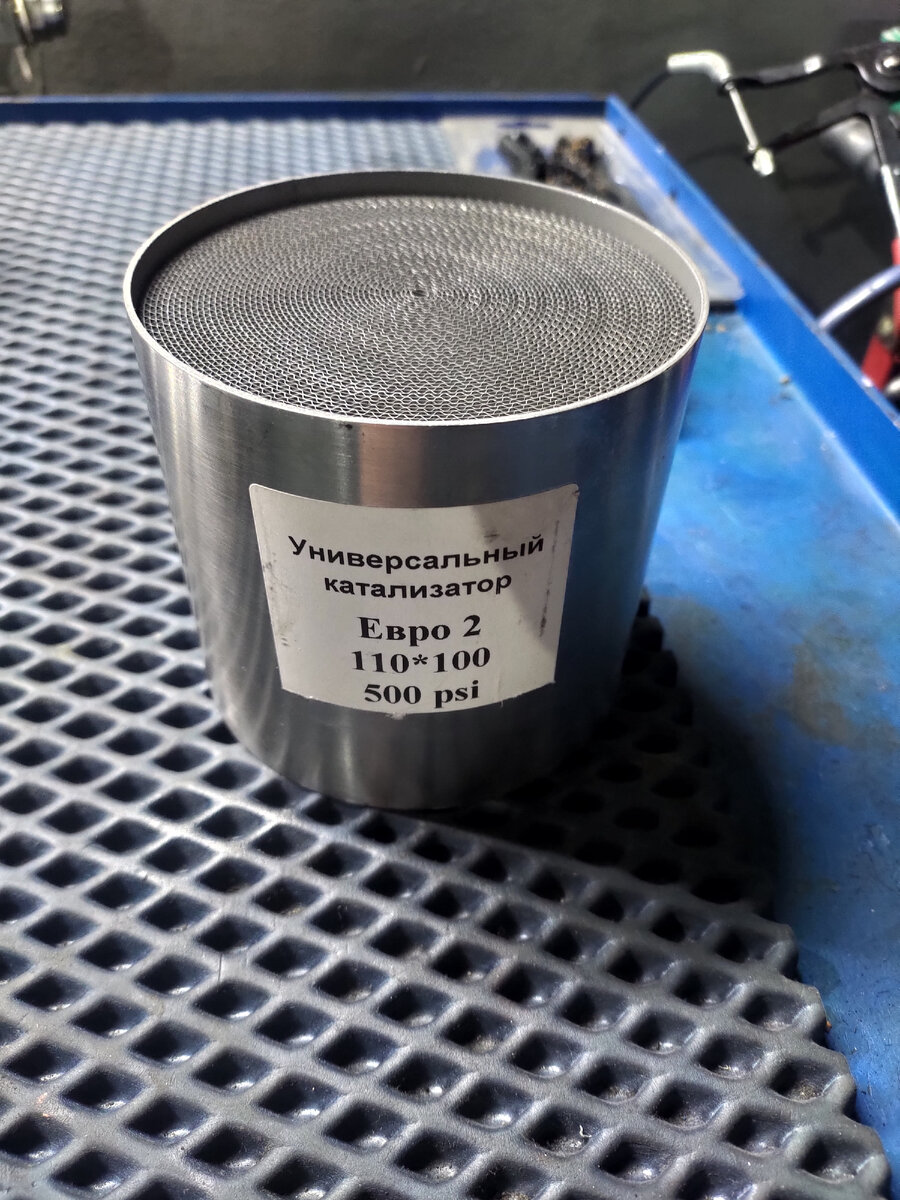 Универсальный
катализатор
Евро 2
110*100
500 psi